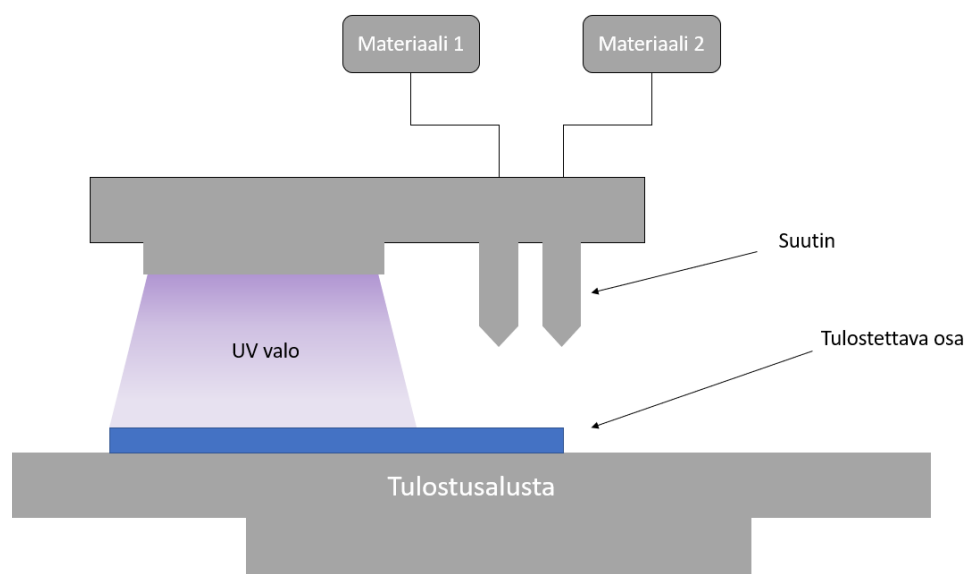 Materiaali 1
Materiaali 2
Suutin
Tulostettava osa
UV valo
Tulostusalusta